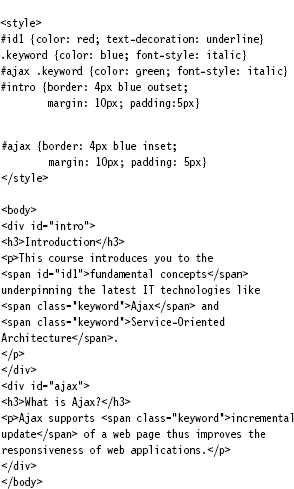 <style>
#id1 {color: red; text-decoration: underline}
.keyword {color: blue; font-style: italic}
#ajax .keyword {color: green; font-style: italic}
#intro {border: 4px blue outset;
margin: 10px; padding:5px}
#ajax {border: 4px blue inset;
margin: 10px; padding: 5px}
</style>
<body>
<div id="intro">
<h3>Introduction</h3>
<p>This course introduces you to the
<span id="id1">fundamental concepts</span>
underpinning the latest IT technologies like
<span class="keyword">Ajax</span> and
<span class="keyword">Service-Oriented
Architecture</span>.
</p>
</div>
<div id="ajax">
<h3>What is Ajax?</h3>
<p>Ajax supports <span class="keyword">incremental
update</span> of a web page thus improves the
responsiveness of web applications.</p>
</div>
</body>